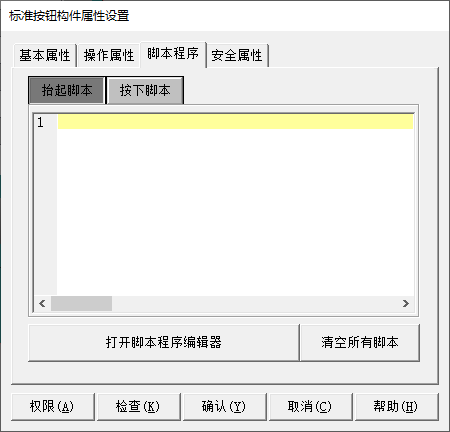 标准按钮构件属性设置
基本属性 操作属性 脚本程序 安全属性
抬起脚本 按下脚本
1
打开脚本程序编辑器 清空所有脚本
权限(A) 检查(K) 确认(Y) 取消(C) 帮助(H)